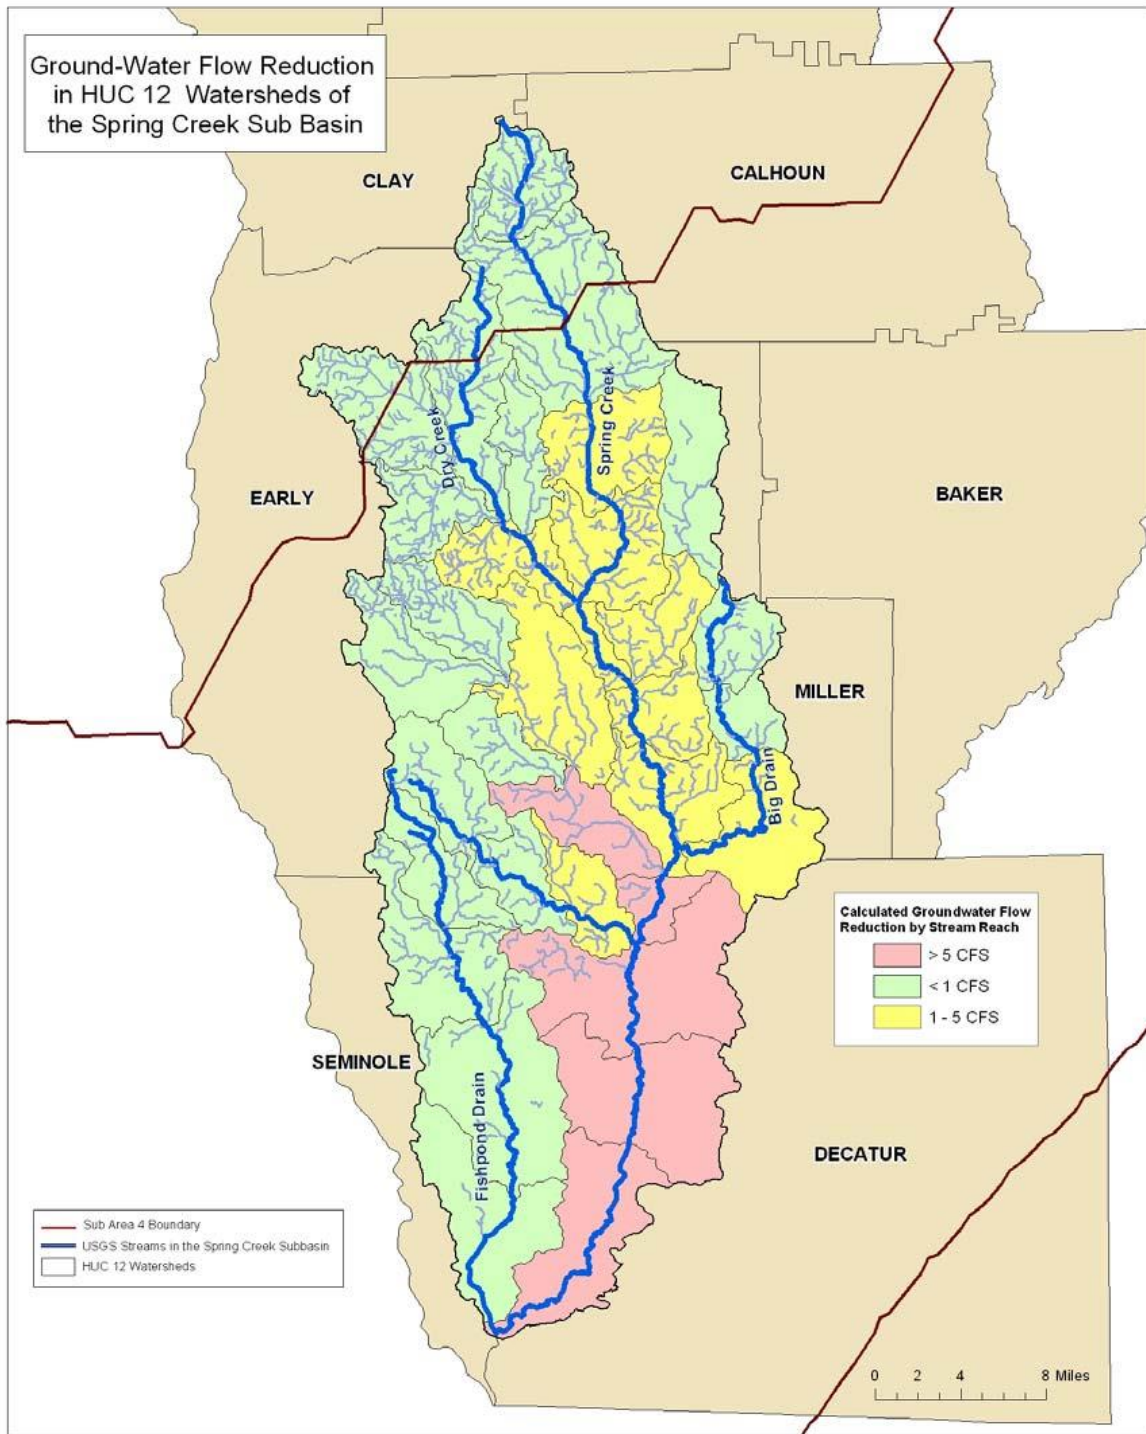 Ground-Water Flow Reduction
in HUC 12 Watersheds of
the Spring Creek Sub Basin
CLAY
CALHOUN
Dry Creek
Spring Creek
EARLY
BAKER
MILLER
Big Drain
Calculated Groundwater Flow
Reduction by Stream Reach
> 5 CFS
< 1 CFS
1 - 5 CFS
SEMINOLE
Fishpond Drain
DECATUR
Sub Area 4 Boundary
USGS Streams in the Spring Creek Subbasin
HUC 12 Watersheds
0 2 4 8 Miles